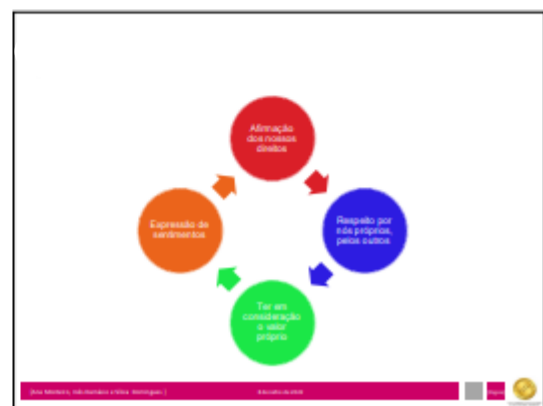 Afirmação
dos nossos
direitos
Respeito por
nós próprios,
pelos outros
Ter em
consideração
o valor
próprio
Expressão de
sentimentos